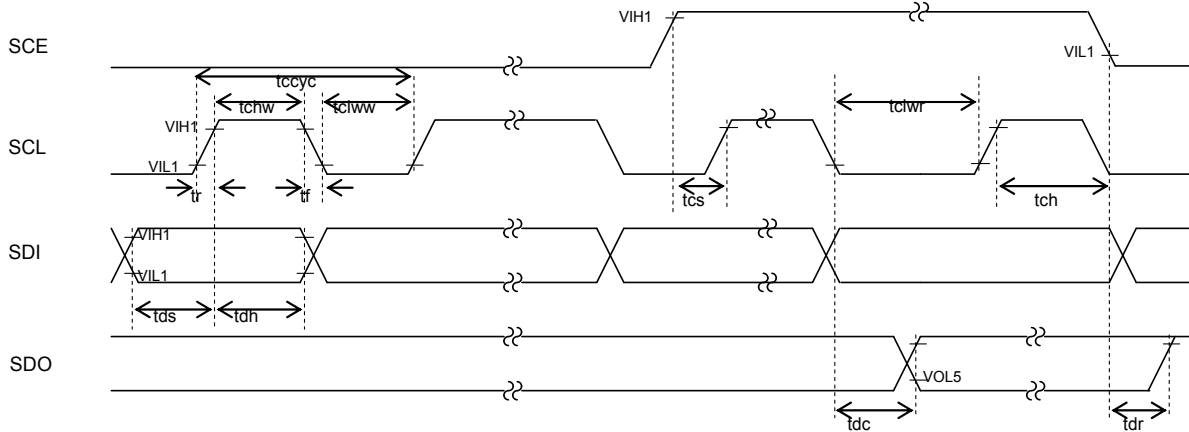 VIH1
SCE
VIL1
tccyc
tchw
tclww
tclwr
VIH1
SCL
VIL1
tr
tf
tcs
tch
VIH1
SDI
VIL1
tds
tdh
SDO
VOL5
tdc
tdr